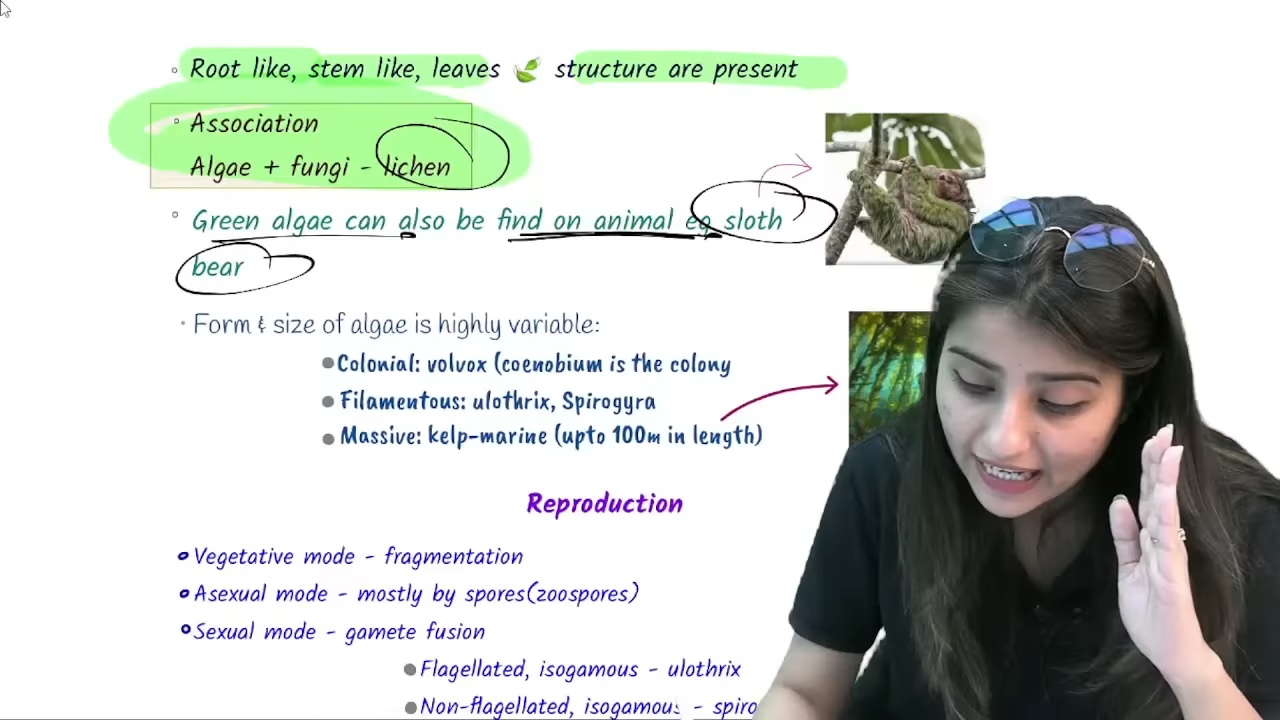 Root like, stem like, leaves 🌿 structure are present
Association
Algae + fungi - lichen
Green algae can also be find on animal eg sloth
bear
Form & size of algae is highly variable:
Colonial: volvox (coenobium is the colony
Filamentous: ulothrix, Spirogyra
Massive: kelp-marine (upto 100m in length)
Reproduction
Vegetative mode - fragmentation
Asexual mode - mostly by spores(zoospores)
Sexual mode - gamete fusion
Flagellated, isogamous - ulothrix
Non-flagellated, isogamous -